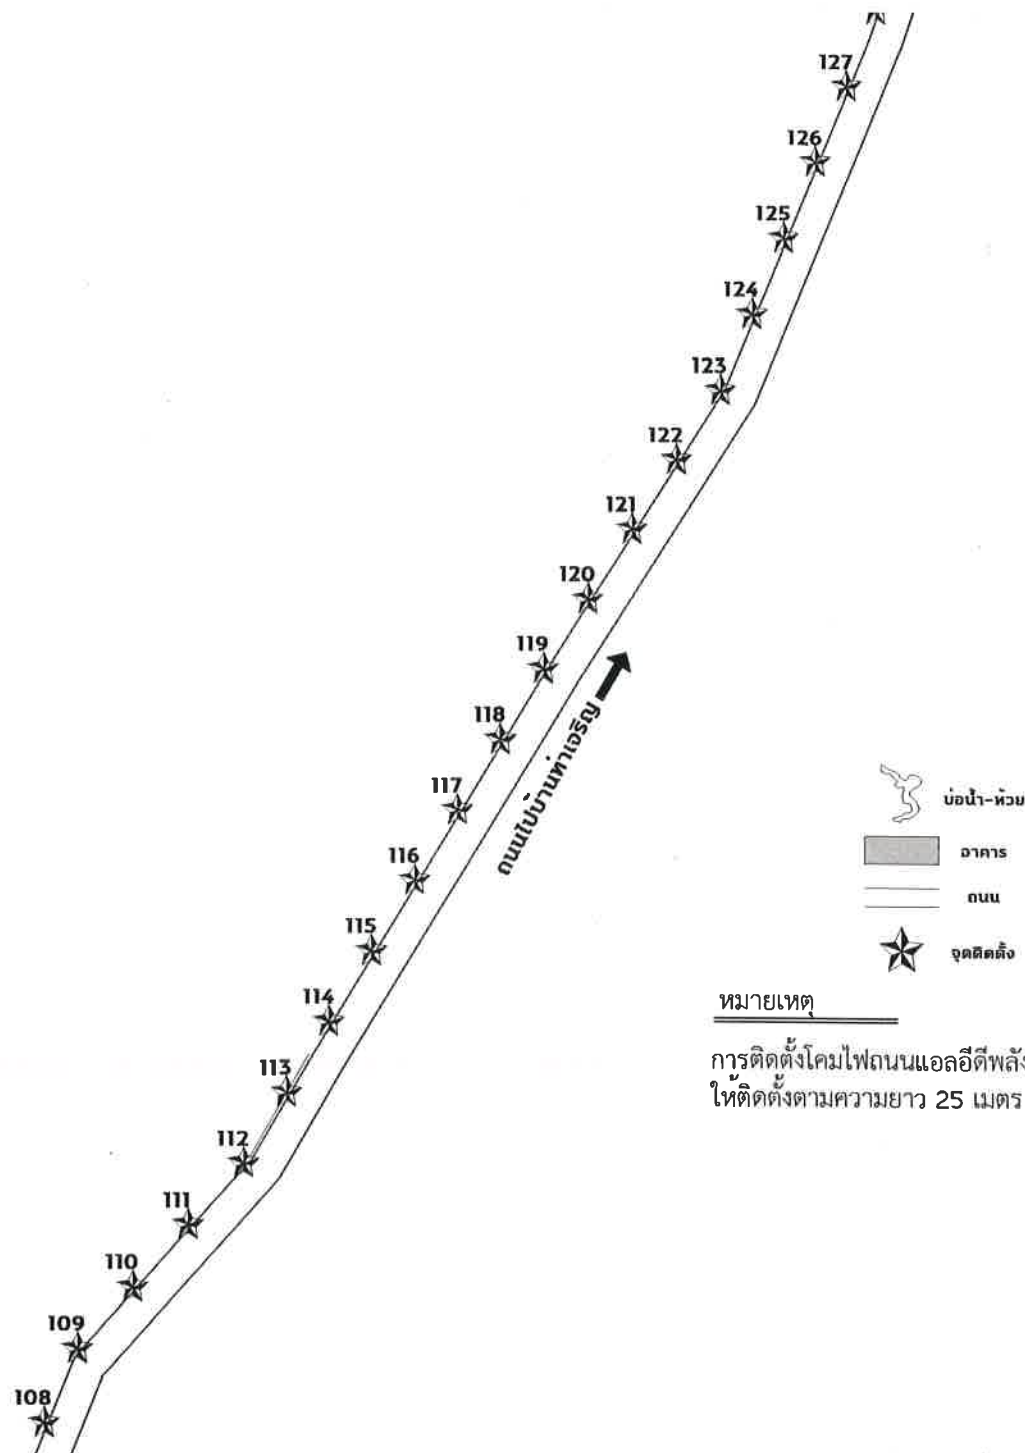 127
126
125
124
123
122
121
120
119
118
117
116
115
114
113
112
111
110
109
108
ถนนไปบ้านท่าเจริญ
บ่อน้ำ-ห้วย
อาคาร
ถนน
จุดติดตั้ง
หมายเหตุ
การติดตั้งโคมไฟถนนแอลอีดีพลัง
ให้ติดตั้งตามความยาว 25 เมตร